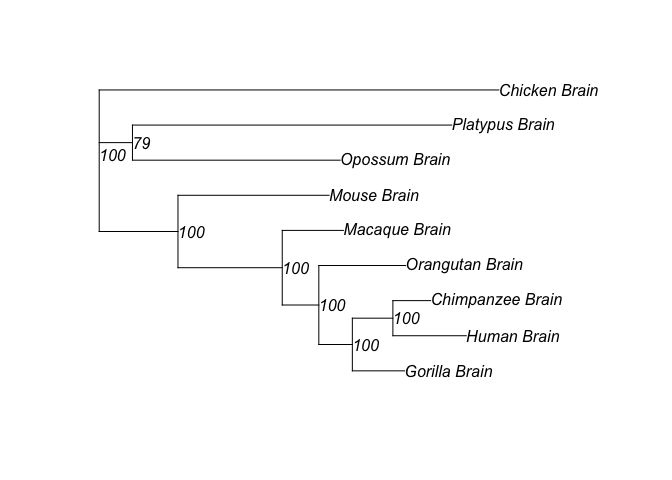 Chicken Brain
Platypus Brain
79
100
Opossum Brain
Mouse Brain
100
Macaque Brain
Orangutan Brain
100
Chimpanzee Brain
100
100
Human Brain
100
Gorilla Brain